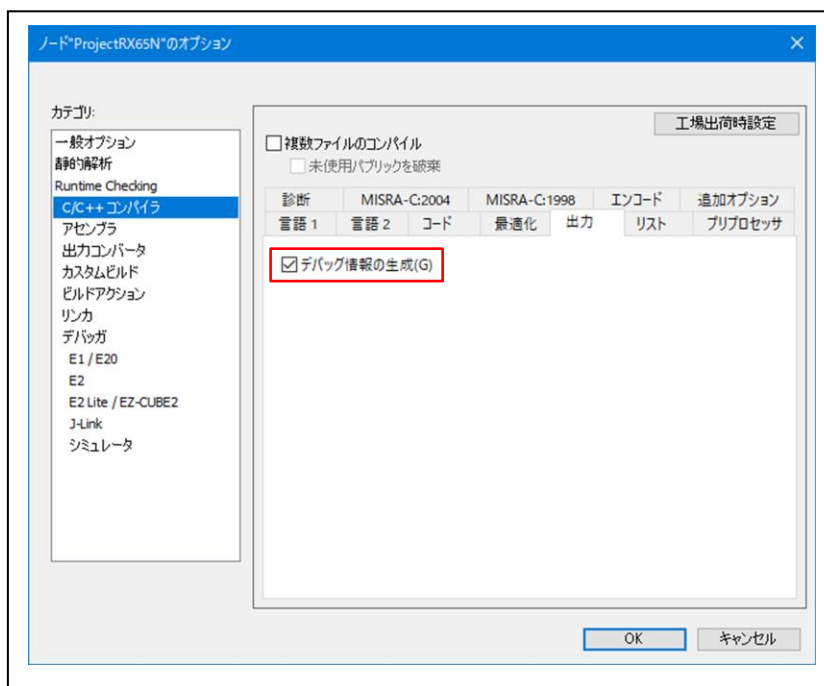 ノード"ProjectRX65N"のオプション
カテゴリ:
一般オプション
静的解析
Runtime Checking
C/C++ コンパイラ
アセンブラ
出力コンバータ
カスタムビルド
ビルドアクション
リンカ
デバッガ
E1 / E20
E2
E2 Lite / EZ-CUBE2
J-Link
シミュレータ
工場出荷時設定
複数ファイルのコンパイル
未使用パブリックを破棄
診断 MISRA-C:2004 MISRA-C:1998 エンコード 追加オプション
言語 1 言語 2 コード 最適化 出力 リスト プリプロセッサ
デバッグ情報の生成(G)
OK キャンセル